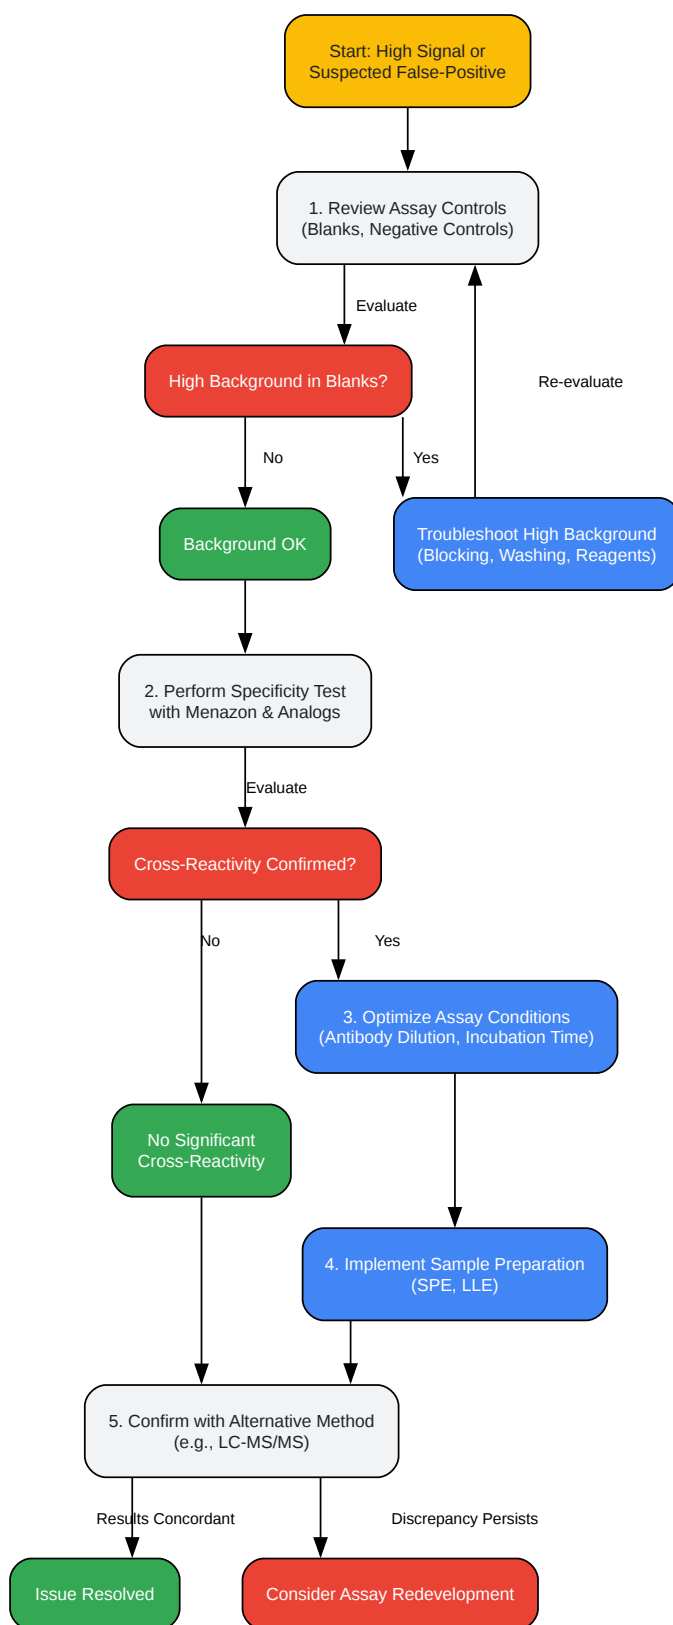 Start: High Signal or
Suspected False-Positive
1. Review Assay Controls
(Blanks, Negative Controls)
Evaluate
High Background in Blanks?
Re-evaluate
No
Yes
Background OK
Troubleshoot High Background
(Blocking, Washing, Reagents)
2. Perform Specificity Test
with Menazon & Analogs
Evaluate
Cross-Reactivity Confirmed?
No
Yes
3. Optimize Assay Conditions
(Antibody Dilution, Incubation Time)
No Significant
Cross-Reactivity
4. Implement Sample Preparation
(SPE, LLE)
5. Confirm with Alternative Method
(e.g., LC-MS/MS)
Results Concordant
Discrepancy Persists
Issue Resolved
Consider Assay Redevelopment